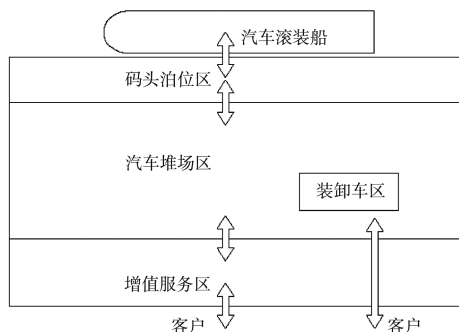 汽车滚装船
码头泊位区
汽车堆场区
装卸车区
增值服务区
客户
客户